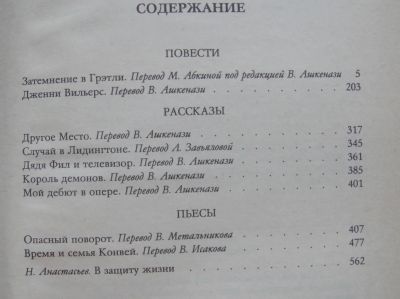 СОДЕРЖАНИЕ
ПОВЕСТИ
Затемнение в Грэтли. Перевод М. Абкиной под редакцией В. Ашкенази 5
Дженни Вильерс. Перевод В. Ашкенази . . . . . . . . 203
РАССКАЗЫ
Другое Место. Перевод В. Ашкенази . . . . . . . . 317
Случай в Лидингтоне. Перевод Л. Завьяловой . . . . . . 345
Дядя Фил и телевизор. Перевод В. Ашкенази . . . . . . 361
Король демонов. Перевод В. Ашкенази . . . . . . . . 385
Мой дебют в опере. Перевод В. Ашкенази . . . . . . . 401
ПЬЕСЫ
Опасный поворот. Перевод В. Метальникова . . . . . . 407
Время и семья Конвей. Перевод В. Исакова . . . . . . 477
Н. Анастасьев. В защиту жизни . . . . . . . . . . 562